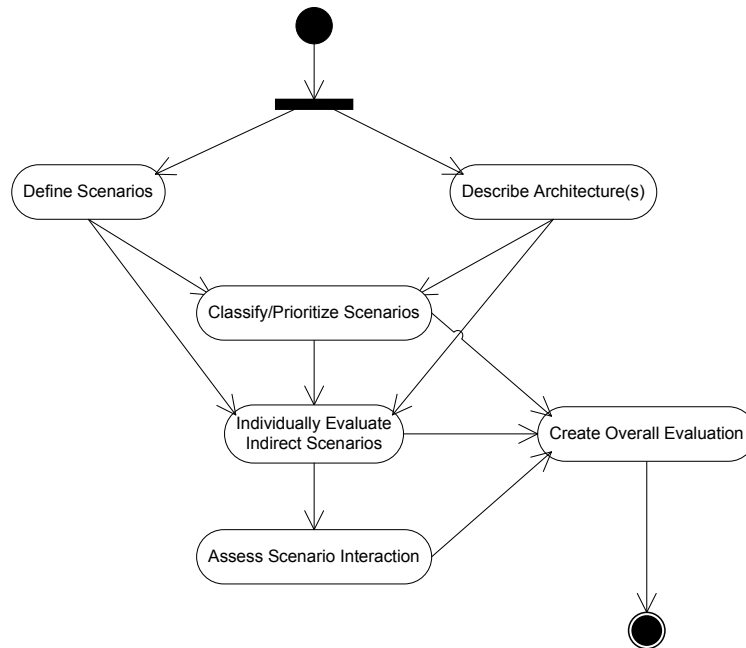 Define Scenarios
Describe Architecture(s)
Classify/Prioritize Scenarios
Individually Evaluate
Indirect Scenarios
Create Overall Evaluation
Assess Scenario Interaction